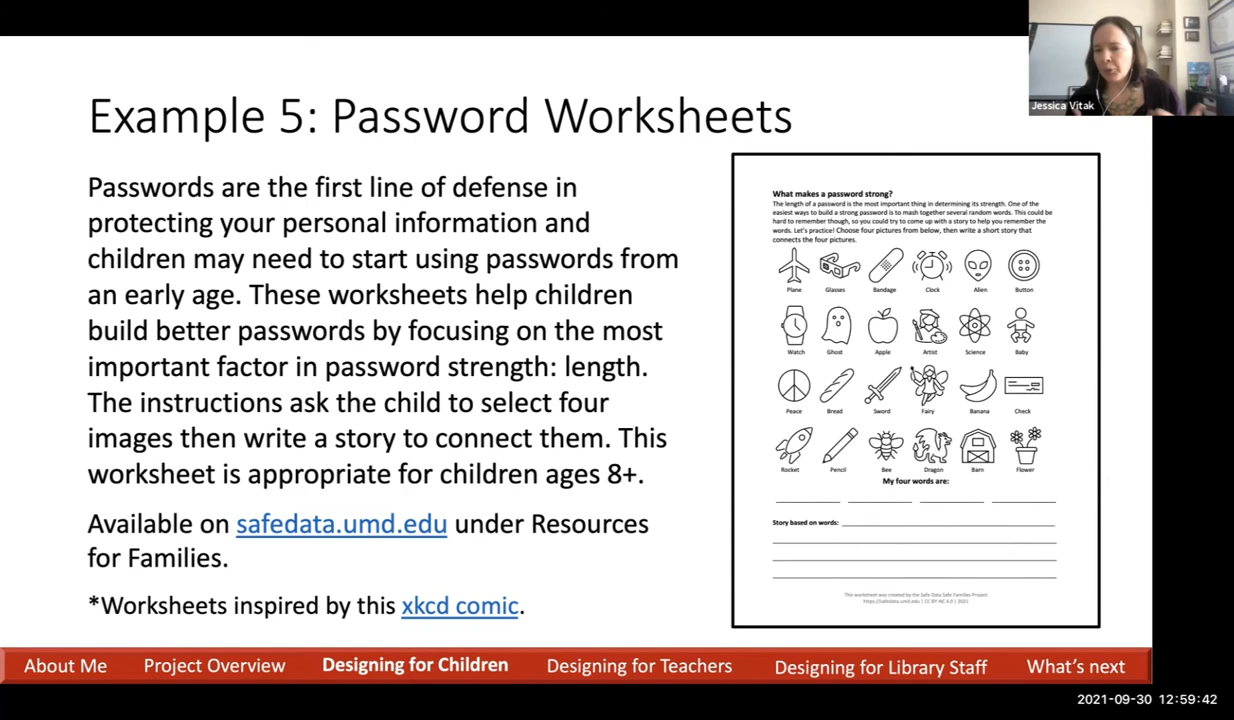 Jessica Vitak
Example 5: Password Worksheets
Passwords are the first line of defense in
protecting your personal information and
children may need to start using passwords from
an early age. These worksheets help children
build better passwords by focusing on the most
important factor in password strength: length.
The instructions ask the child to select four
images then write a story to connect them. This
worksheet is appropriate for children ages 8+.
Available on safedata.umd.edu under Resources
for Families.
*Worksheets inspired by this xkcd comic.
What makes a password strong?
The length of a password is the most important thing in determining its strength. One of the
easiest ways to build a strong password is to mash together several random words. This could be
hard to remember though, so you could try to come up with a story to help you remember the
words. Let's practice! Choose four pictures from below, then write a short story that
connects the four pictures.
Plane Glasses Bandage Clock Alien Button
Watch Ghost Apple Artist Science Baby
Peace Bread Sword Fairy Banana Check
Rocket Pencil Bee Dragon Barn Flower
My four words are:
Story based on words:
This worksheet was created by the Safe Data Safe Families Project
https://safedata.umd.edu | CC BY-NC 4.0 | 2021
About Me Project Overview Designing for Children Designing for Teachers Designing for Library Staff What's next
2021-09-30 12:59:42